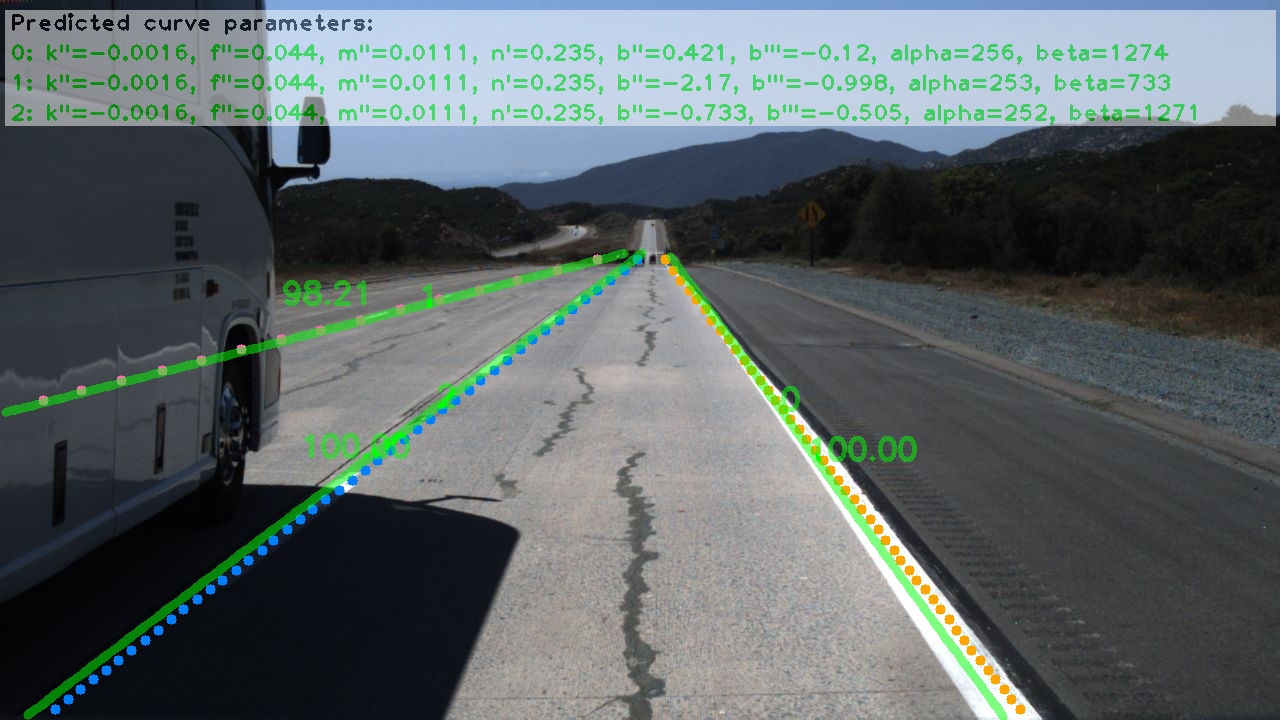 Predicted curve parameters:
0: k''=-0.0016, f''=0.044, m''=0.0111, n'=0.235, b''=0.421, b'''=-0.12, alpha=256, beta=1274
1: k''=-0.0016, f''=0.044, m''=0.0111, n'=0.235, b''=-2.17, b'''=-0.998, alpha=253, beta=733
2: k''=-0.0016, f''=0.044, m''=0.0111, n'=0.235, b''=-0.733, b'''=-0.505, alpha=252, beta=1271
98.21 1
0
100.00 100.00